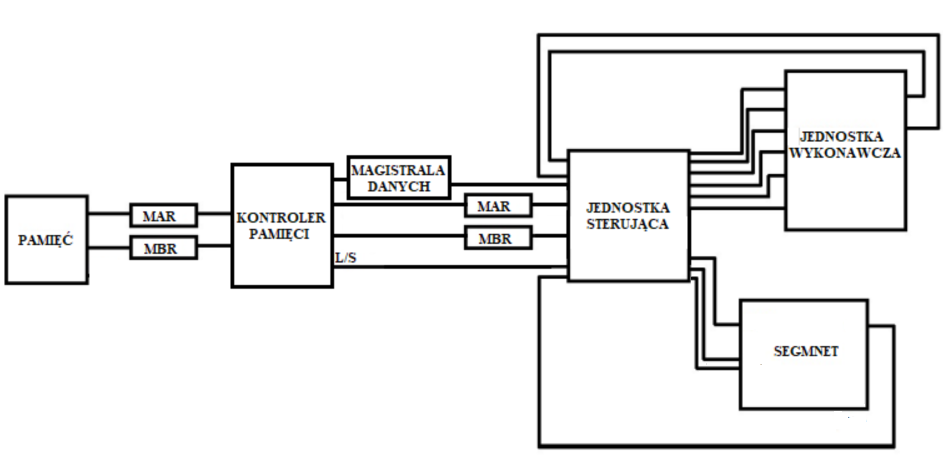 PAMIĘĆ
MAR
MBR
KONTROLER
PAMIĘCI
MAGISTRALA
DANYCH
MAR
MBR
L/S
JEDNOSTKA
STERUJĄCA
JEDNOSTKA
WYKONAWCZA
SEGMNET